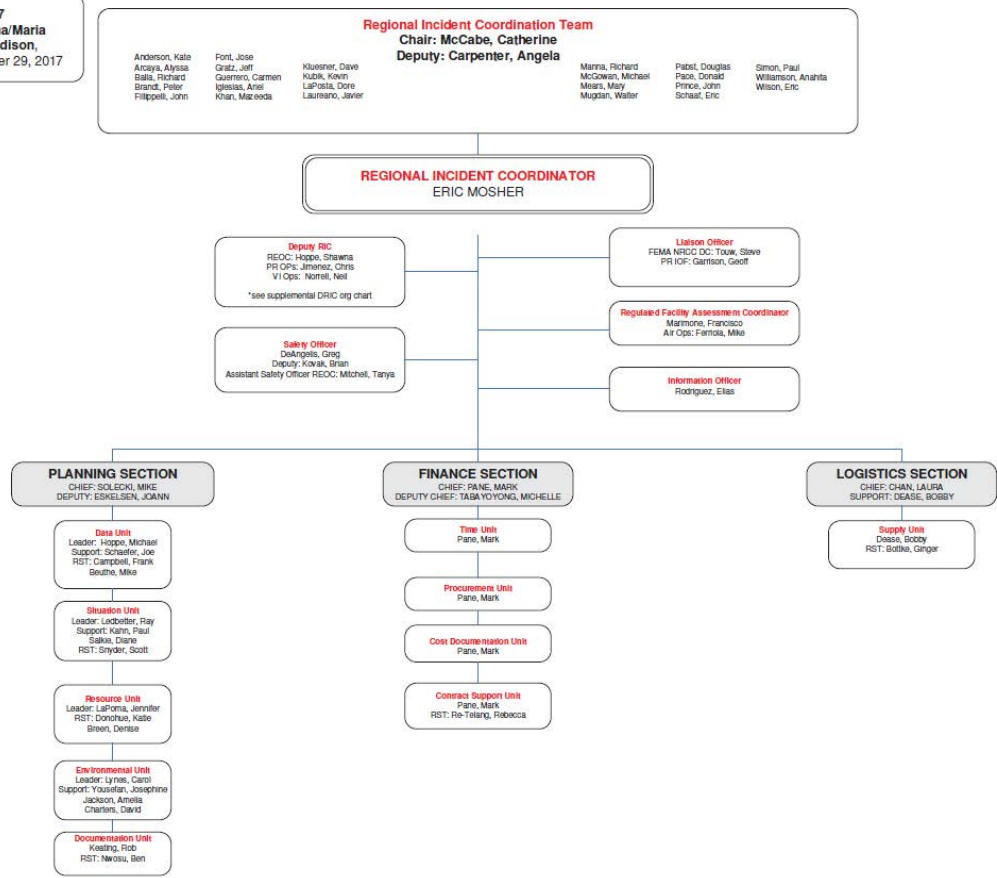 7
a/Maria
dison,
er 29, 2017
Regional Incident Coordination Team
Chair: McCabe, Catherine
Deputy: Carpenter, Angela
Anderson, Kate
Arcaya, Alyssa
Balla, Richard
Brandt, Peter
Fillippelli, John
Font, Jose
Gratz, Jeff
Guerrero, Carmen
Iglesias, Ariel
Khan, Mazeeda
Kluesner, Dave
Kubik, Kevin
LaPosta, Dore
Laureano, Javier
Manna, Richard
McGowan, Michael
Mears, Mary
Mugdan, Walter
Pabst, Douglas
Pace, Donald
Prince, John
Schaaf, Eric
Simon, Paul
Williamson, Anahita
Wilson, Eric
REGIONAL INCIDENT COORDINATOR
ERIC MOSHER
Deputy RIC
REOC: Hoppe, Shawna
PR OPs: Jimenez, Chris
VI Ops: Norrell, Neil
*see supplemental DRIC org chart
Liaison Officer
FEMA NRCC DC: Touw, Steve
PR IOF: Garrison, Geoff
Regulated Facility Assessment Coordinator
Marimone, Francisco
Air Ops: Ferriola, Mike
Safety Officer
DeAngelis, Greg
Deputy: Kovak, Brian
Assistant Safety Officer REOC: Mitchell, Tanya
Information Officer
Rodriguez, Elias
PLANNING SECTION
CHIEF: SOLECKI, MIKE
DEPUTY: ESKELSEN, JOANN
FINANCE SECTION
CHIEF: PANE, MARK
DEPUTY CHIEF: TABAYOYONG, MICHELLE
LOGISTICS SECTION
CHIEF: CHAN, LAURA
SUPPORT: DEASE, BOBBY
Data Unit
Leader: Hoppe, Michael
Support: Schaefer, Joe
RST: Campbell, Frank
Beuthe, Mike
Situation Unit
Leader: Ledbetter, Ray
Support: Kahn, Paul
Salkie, Diane
RST: Snyder, Scott
Resource Unit
Leader: LaPoma, Jennifer
RST: Donohue, Katie
Breen, Denise
Environmental Unit
Leader: Lynes, Carol
Support: Yousefan, Josephine
Jackson, Amelia
Charters, David
Documentation Unit
Keating, Rob
RST: Nwosu, Ben
Time Unit
Pane, Mark
Procurement Unit
Pane, Mark
Cost Documentation Unit
Pane, Mark
Contract Support Unit
Pane, Mark
RST: Re-Telang, Rebecca
Supply Unit
Dease, Bobby
RST: Bottke, Ginger